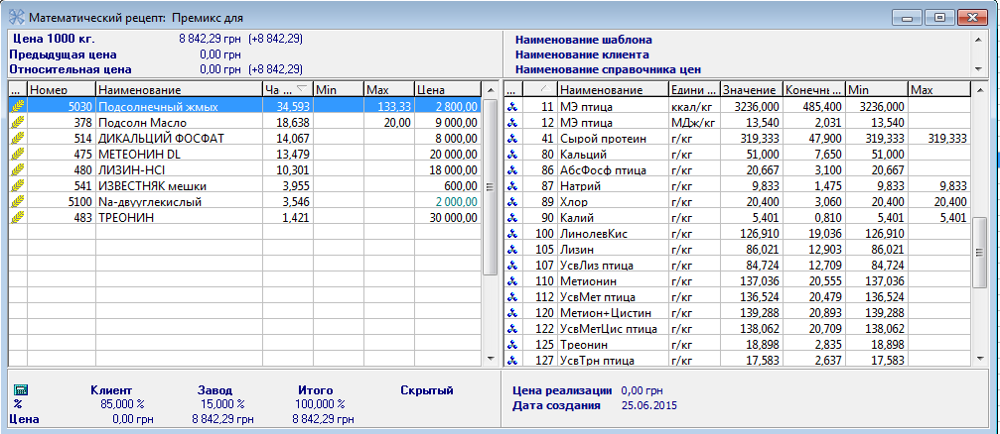 Математический рецепт: Премикс для
Цена 1000 кг. 8 842,29 грн (+8 842,29)
Предыдущая цена 0,00 грн
Относительная цена 0,00 грн (+8 842,29)
Наименование шаблона
Наименование клиента
Наименование справочника цен
... Номер Наименование Ча ... Min Max Цена
5030 Подсолнечный жмых 34,593 133,33 2 800,00
378 Подсолн Масло 18,638 20,00 9 000,00
514 ДИКАЛЬЦИЙ ФОСФАТ 14,067 8 000,00
475 МЕТЕОНИН DL 13,479 20 000,00
480 ЛИЗИН-HCl 10,301 18 000,00
541 ИЗВЕСТНЯК мешки 3,955 600,00
5100 Na-двууглекислый 3,546 2 000,00
483 ТРЕОНИН 1,421 30 000,00
... Наименование Едини ... Значение Конечны... Min Max
11 МЭ птица ккал/кг 3236,000 485,400 3236,000
12 МЭ птица МДж/кг 13,540 2,031 13,540
41 Сырой протеин г/кг 319,333 47,900 319,333 319,333
80 Кальций г/кг 51,000 7,650 51,000
86 АбсФосф птица г/кг 20,667 3,100 20,667
87 Натрий г/кг 9,833 1,475 9,833 9,833
89 Хлор г/кг 20,400 3,060 20,400 20,400
90 Калий г/кг 5,401 0,810 5,401 5,401
100 ЛинолевКис г/кг 126,910 19,036 126,910
105 Лизин г/кг 86,021 12,903 86,021
107 УсвЛиз птица г/кг 84,724 12,709 84,724
110 Метионин г/кг 137,036 20,555 137,036
112 УсвМет птица г/кг 136,524 20,479 136,524
120 Метион+Цистин г/кг 139,288 20,893 139,288
122 УсвМетЦис птица г/кг 138,062 20,709 138,062
125 Треонин г/кг 18,898 2,835 18,898
127 УсвТрн птица г/кг 17,583 2,637 17,583
Клиент Завод Итого Скрытый
% 85,000 % 15,000 % 100,000 %
Цена 0,00 грн 8 842,29 грн 8 842,29 грн
Цена реализации 0,00 грн
Дата создания 25.06.2015